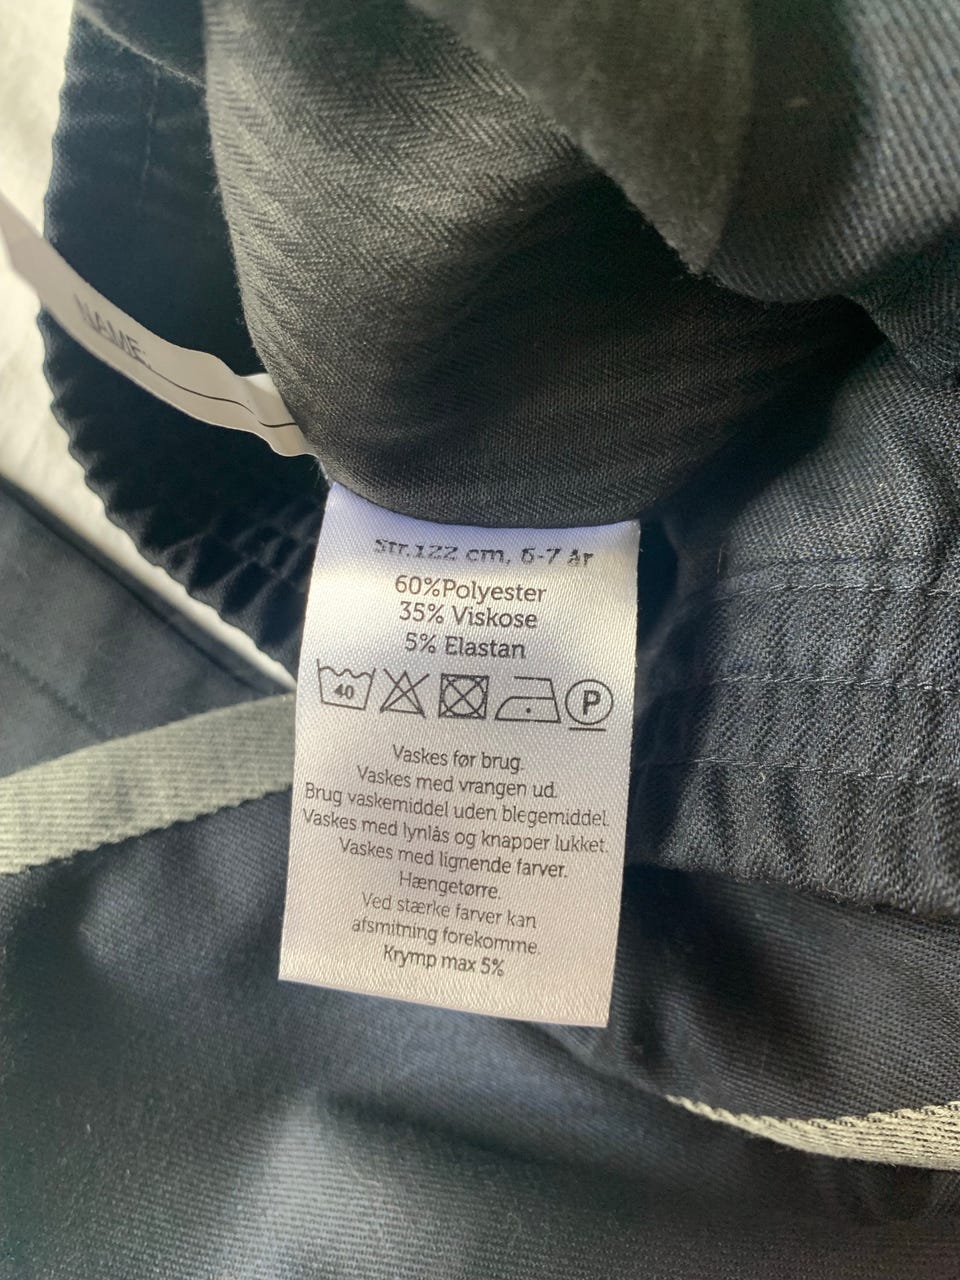 NAME:
Str.122 cm, 6-7 år
60%Polyester
35% Viskose
5% Elastan
40 P
Vaskes før brug.
Vaskes med vrangen ud.
Brug vaskemiddel uden blegemiddel.
Vaskes med lynlås og knapper lukket.
Vaskes med lignende farver.
Hængetørre.
Ved stærke farver kan
afsmitning forekomme.
Krymp max 5%